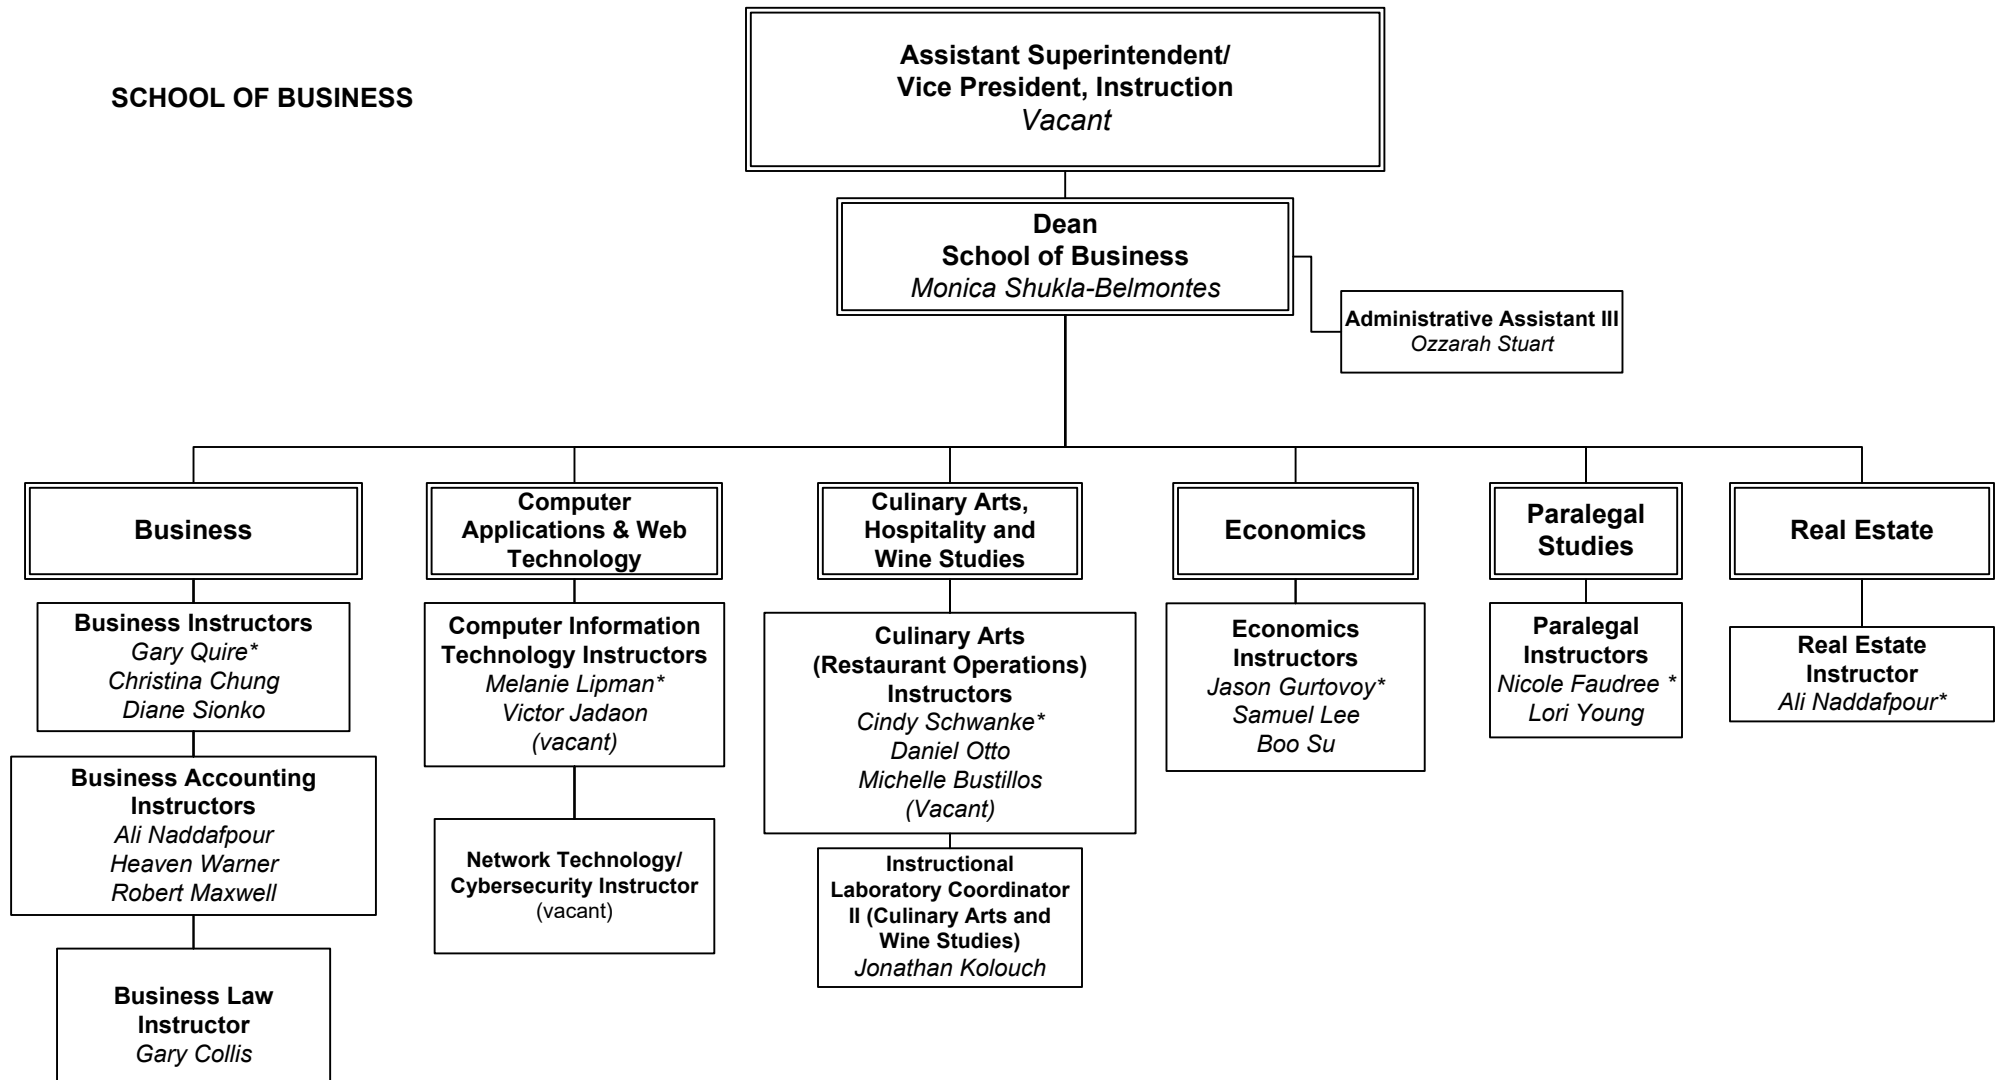 SCHOOL OF BUSINESS
Assistant Superintendent/
Vice President, Instruction
Vacant
Dean
School of Business
Monica Shukla-Belmontes
Administrative Assistant III
Ozzarah Stuart
Business
Business Instructors
Gary Quire*
Christina Chung
Diane Sionko
Business Accounting
Instructors
Ali Naddafpour
Heaven Warner
Robert Maxwell
Business Law
Instructor
Gary Collis
Computer
Applications & Web
Technology
Computer Information
Technology Instructors
Melanie Lipman*
Victor Jadaon
(vacant)
Network Technology/
Cybersecurity Instructor
(vacant)
Culinary Arts,
Hospitality and
Wine Studies
Culinary Arts
(Restaurant Operations)
Instructors
Cindy Schwanke*
Daniel Otto
Michelle Bustillos
(Vacant)
Instructional
Laboratory Coordinator
II (Culinary Arts and
Wine Studies)
Jonathan Kolouch
Economics
Economics
Instructors
Jason Gurtovoy*
Samuel Lee
Boo Su
Paralegal
Studies
Paralegal
Instructors
Nicole Faudree *
Lori Young
Real Estate
Real Estate
Instructor
Ali Naddafpour*